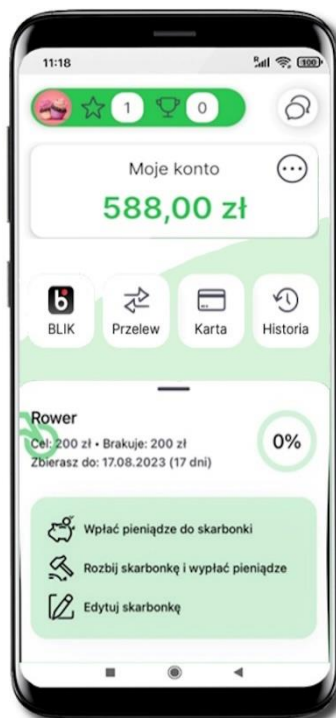 11:18
100
1
0
Moje konto
588,00 zł
BLIK
Przelew
Karta
Historia
Rower
Cel: 200 zł • Brakuje: 200 zł
Zbierasz do: 17.08.2023 (17 dni)
0%
Wpłać pieniądze do skarbonki
Rozbij skarbonkę i wypłać pieniądze
Edytuj skarbonkę